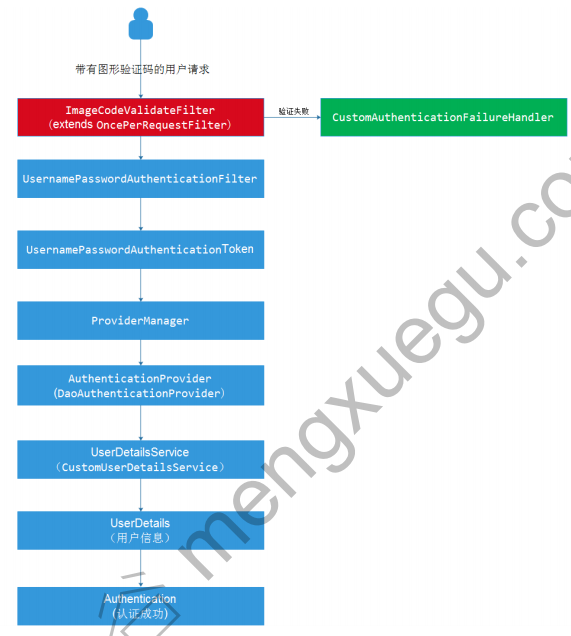 带有图形验证码的用户请求
ImageCodeValidateFilter
(extends OncePerRequestFilter)
验证失败
CustomAuthenticationFailureHandler
UsernamePasswordAuthenticationFilter
UsernamePasswordAuthenticationToken
ProviderManager
AuthenticationProvider
(DaoAuthenticationProvider)
UserDetailsService
（CustomUserDetailsService）
UserDetails
（用户信息）
Authentication
(认证成功)
mengxuegu.co